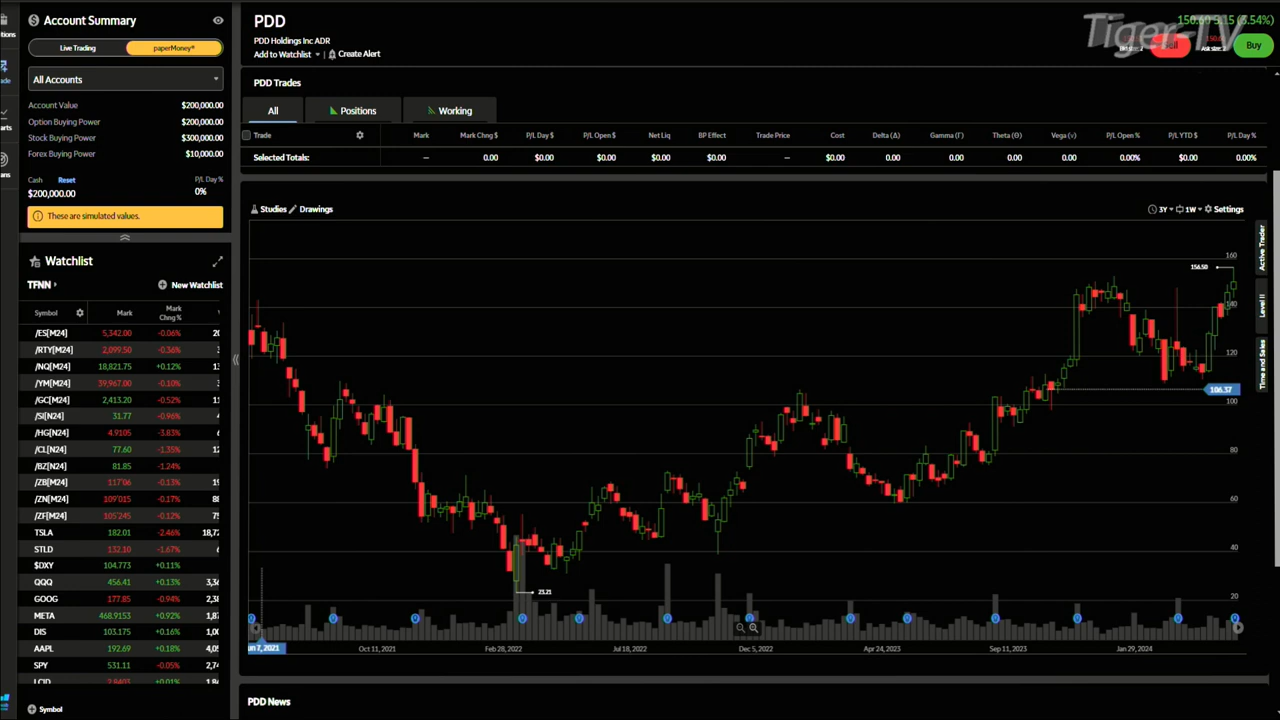 Account Summary
Live Trading
paperMoney®
All Accounts
Account Value $200,000.00
Option Buying Power $200,000.00
Stock Buying Power $300,000.00
Forex Buying Power $10,000.00
Cash Reset P/L Day %
$200,000.00 0%
These are simulated values.
Watchlist
TFNN New Watchlist
Symbol Mark Mark Chng %
/ES[M24] 5,342.00 -0.06%
/RTY[M24] 2,099.50 -0.36%
/NQ[M24] 18,821.75 +0.12%
/YM[M24] 39,967.00 -0.10%
/GC[M24] 2,413.20 -0.52%
/SI[N24] 31.77 -0.96%
/HG[N24] 4.9105 -3.83%
/CL[N24] 77.60 -1.35%
/BZ[N24] 81.85 -1.24%
/ZB[M24] 117'06 -0.13%
/ZN[M24] 109'015 -0.17%
/ZF[M24] 105'245 -0.12%
TSLA 182.01 -2.46%
STLD 132.10 -1.67%
$DXY 104.773 +0.11%
QQQ 456.41 +0.13%
GOOG 177.85 -0.94%
META 468.9153 +0.92%
DIS 103.175 +0.16%
AAPL 192.69 +0.18%
SPY 531.11 -0.05%
Symbol
PDD
PDD Holdings Inc ADR
Add to Watchlist Create Alert
Tiger-TV
Buy
PDD Trades
All Positions Working
Trade Mark Mark Chng $ P/L Day $ P/L Open $ Net Liq BP Effect Trade Price Cost Delta (Δ) Gamma (Γ) Theta (Θ) Vega (ν) P/L Open % P/L YTD $ P/L Day %
Selected Totals: -- 0.00 $0.00 $0.00 $0.00 $0.00 -- $0.00 0.00 0.00 0.00 0.00 0.00% $0.00 0.00%
Studies Drawings 3Y 1W Settings
160
156.50
140
120
106.37
100
80
60
40
23.21
20
Oct 11, 2021 Feb 28, 2022 Jul 18, 2022 Dec 5, 2022 Apr 24, 2023 Sep 11, 2023 Jan 29, 2024
Active Trader
Level II
Time and Sales
PDD News